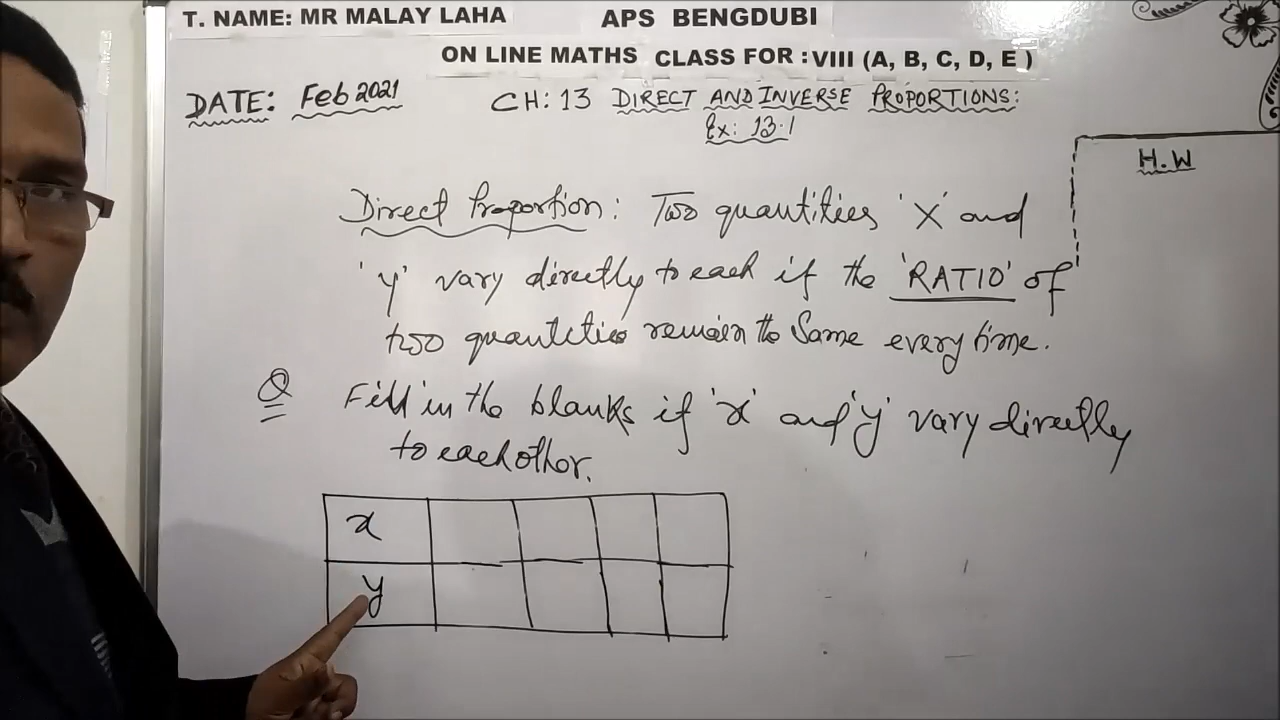 T. NAME: MR MALAY LAHA APS BENGDUBI
ON LINE MATHS CLASS FOR : VIII (A, B, C, D, E)
DATE: Feb 2021 CH: 13 DIRECT AND INVERSE PROPORTIONS:
Ex: 13.1
H.W
Direct Proportion: Two quantities 'X' and
'y' vary directly to each if the 'RATIO' of
two quantities remain the same every time.
Q Fill in the blanks if 'x' and 'y' vary directly
to each other.
x
y